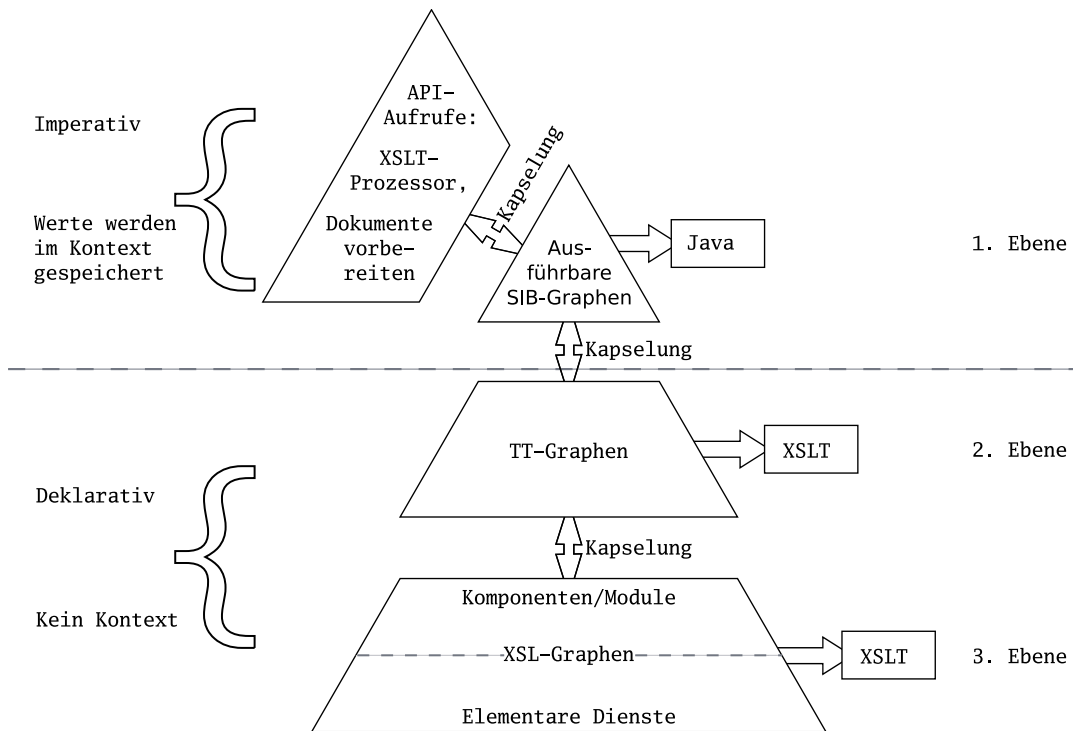 API-
Aufrufe:
XSLT-
Prozessor,
Dokumente
vorbe-
reiten
Imperativ
Werte werden
im Kontext
gespeichert
Kapselung
Aus-
führbare
SIB-Graphen
Java
1. Ebene
Kapselung
TT-Graphen
XSLT
2. Ebene
Deklarativ
Kein Kontext
Kapselung
Komponenten/Module
XSL-Graphen
Elementare Dienste
XSLT
3. Ebene